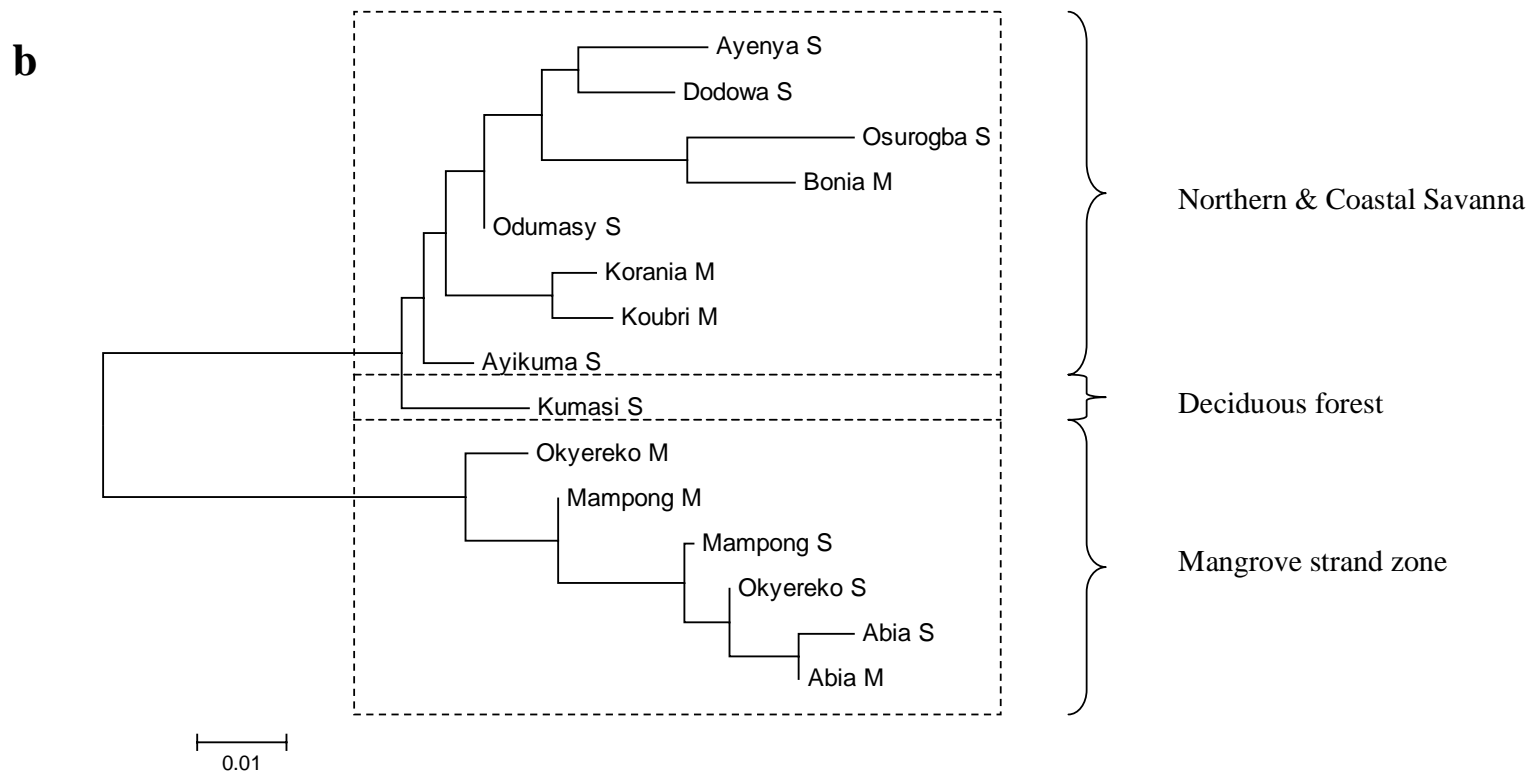 b
Ayenya S
Dodowa S
Osurogba S
Bonia M
Odumasy S
Korania M
Koubri M
Ayikuma S
Kumasi S
Okyereko M
Mampong M
Mampong S
Okyereko S
Abia S
Abia M
Northern & Coastal Savanna
Deciduous forest
Mangrove strand zone
0.01